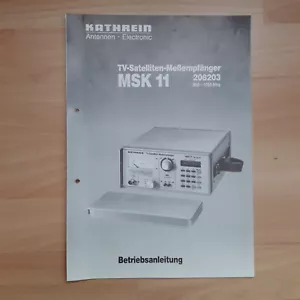 KATHREIN
Antennen · Electronic
TV-Satelliten-Meßempfänger
MSK 11
208203
Betriebsanleitung